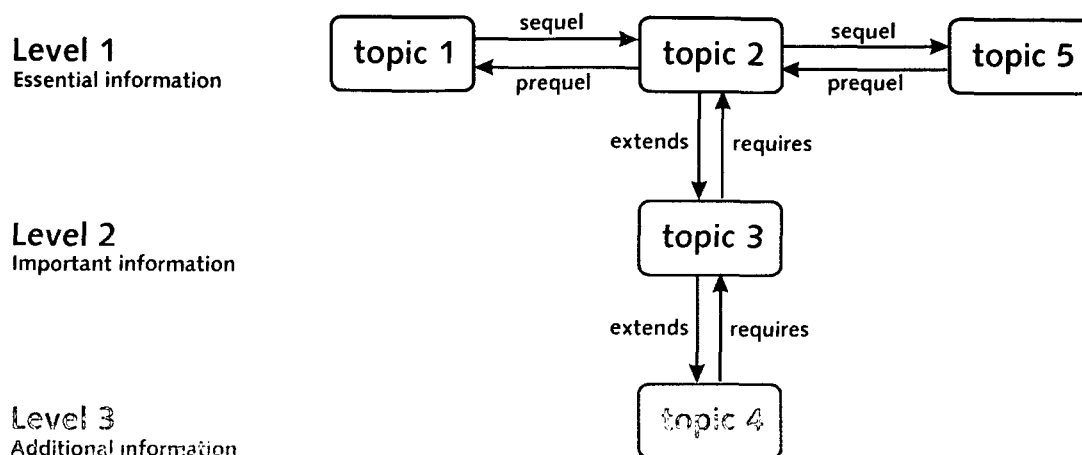 sequel
sequel
Level 1
topic 1
topic 2
topic 5
Essential information
prequel
prequel
extends
requires
Level 2
topic 3
Important information
extends
requires
Level 3
topic 4
Additional information